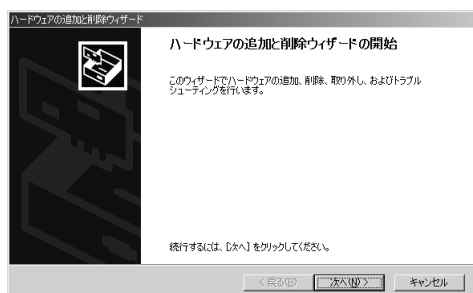 ハードウェアの追加と削除ウィザード
ハードウェアの追加と削除ウィザードの開始
このウィザードでハードウェアの追加、削除、取り外し、およびトラブル
シューティングを行います。
続行するには、[次へ] をクリックしてください。
< 戻る(B)
次へ(N) >
キャンセル